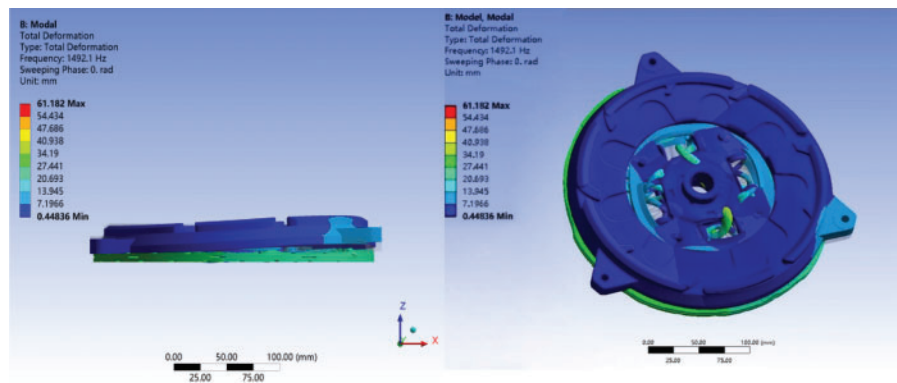 B: Modal
Total Deformation
Type: Total Deformation
Frequency: 1492.1 Hz
Sweeping Phase: 0. rad
Unit: mm
61.182 Max
54.434
47.686
40.938
34.19
27.441
20.693
13.945
7.1966
0.44836 Min
Z
X
0.00 50.00 100.00 (mm)
25.00 75.00
B: Model, Modal
Total Deformation
Type: Total Deformation
Frequency: 1492.1 Hz
Sweeping Phase: 0. rad
Unit: mm
61.182 Max
54.434
47.686
40.938
34.19
27.441
20.693
13.945
7.1966
0.44836 Min
0.00 50.00 100.00 (mm)
25.00 75.00